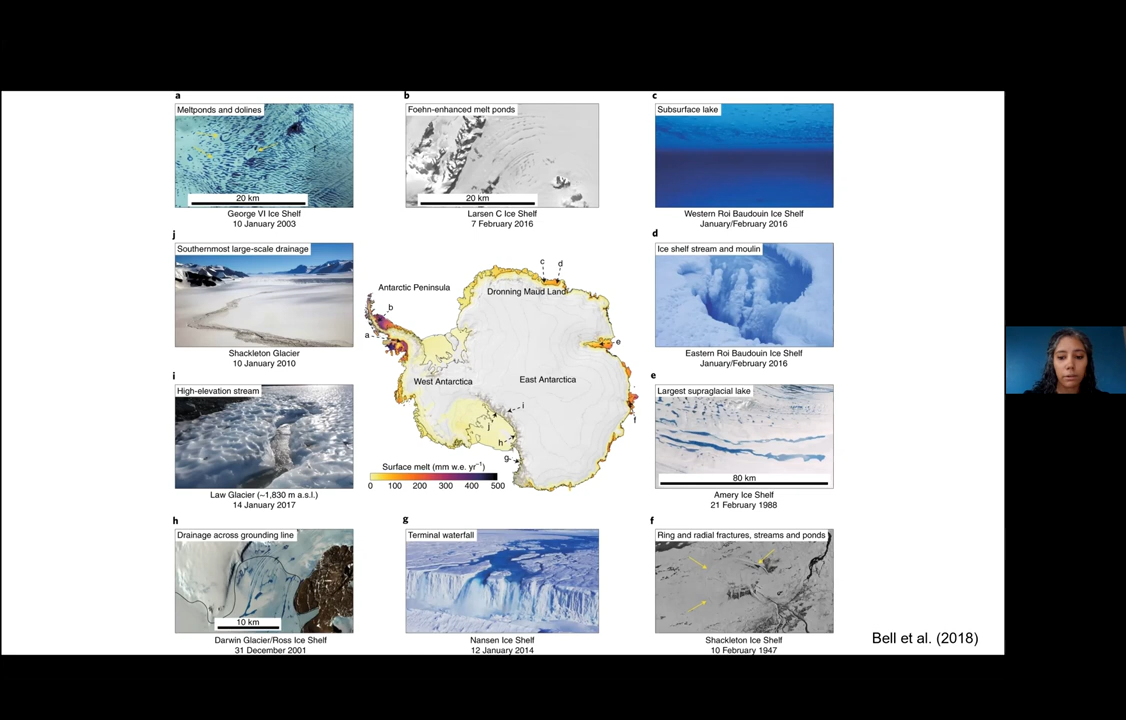 a
Meltponds and dolines
20 km
George VI Ice Shelf
10 January 2003
b
Foehn-enhanced melt ponds
20 km
Larsen C Ice Shelf
7 February 2016
c
Subsurface lake
Western Roi Baudouin Ice Shelf
January/February 2016
j
Southernmost large-scale drainage
Shackleton Glacier
10 January 2010
d
Ice shelf stream and moulin
Eastern Roi Baudouin Ice Shelf
January/February 2016
c
d
Dronning Maud Land
Antarctic Peninsula
b
a
e
West Antarctica
East Antarctica
i
j
f
h
g
Surface melt (mm w.e. yr⁻¹)
0 100 200 300 400 500
i
High-elevation stream
Law Glacier (~1,830 m a.s.l.)
14 January 2017
e
Largest supraglacial lake
80 km
Amery Ice Shelf
21 February 1988
h
Drainage across grounding line
10 km
Darwin Glacier/Ross Ice Shelf
31 December 2001
g
Terminal waterfall
Nansen Ice Shelf
12 January 2014
f
Ring and radial fractures, streams and ponds
Shackleton Ice Shelf
10 February 1947
Bell et al. (2018)